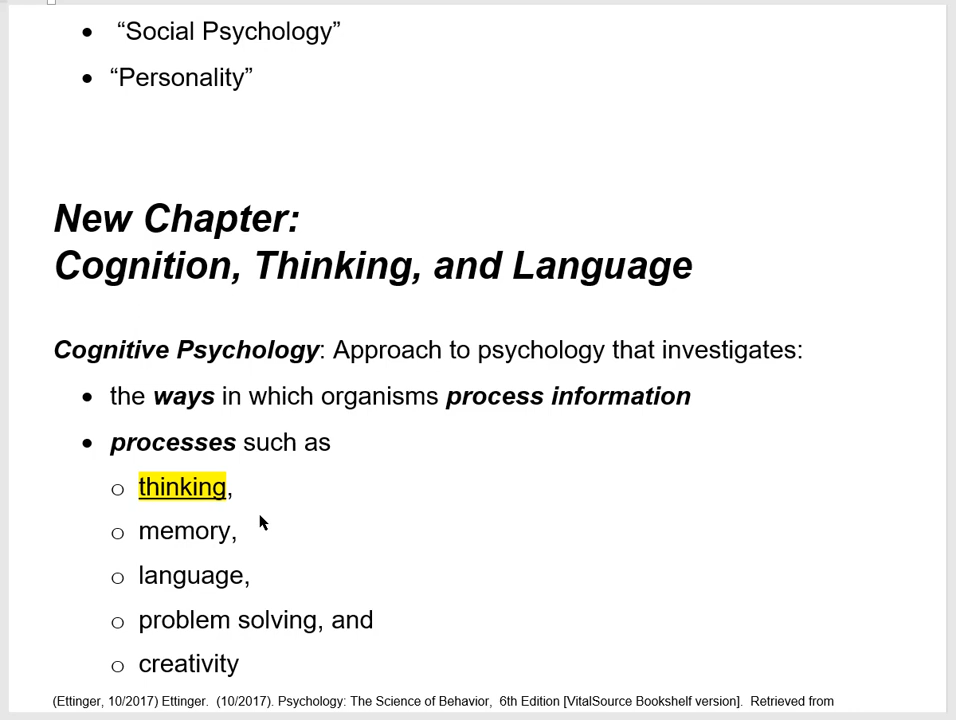 • “Social Psychology”
• “Personality”
New Chapter:
Cognition, Thinking, and Language
Cognitive Psychology: Approach to psychology that investigates:
• the ways in which organisms process information
• processes such as
o thinking,
o memory,
o language,
o problem solving, and
o creativity
(Ettinger, 10/2017) Ettinger. (10/2017). Psychology: The Science of Behavior, 6th Edition [VitalSource Bookshelf version]. Retrieved from